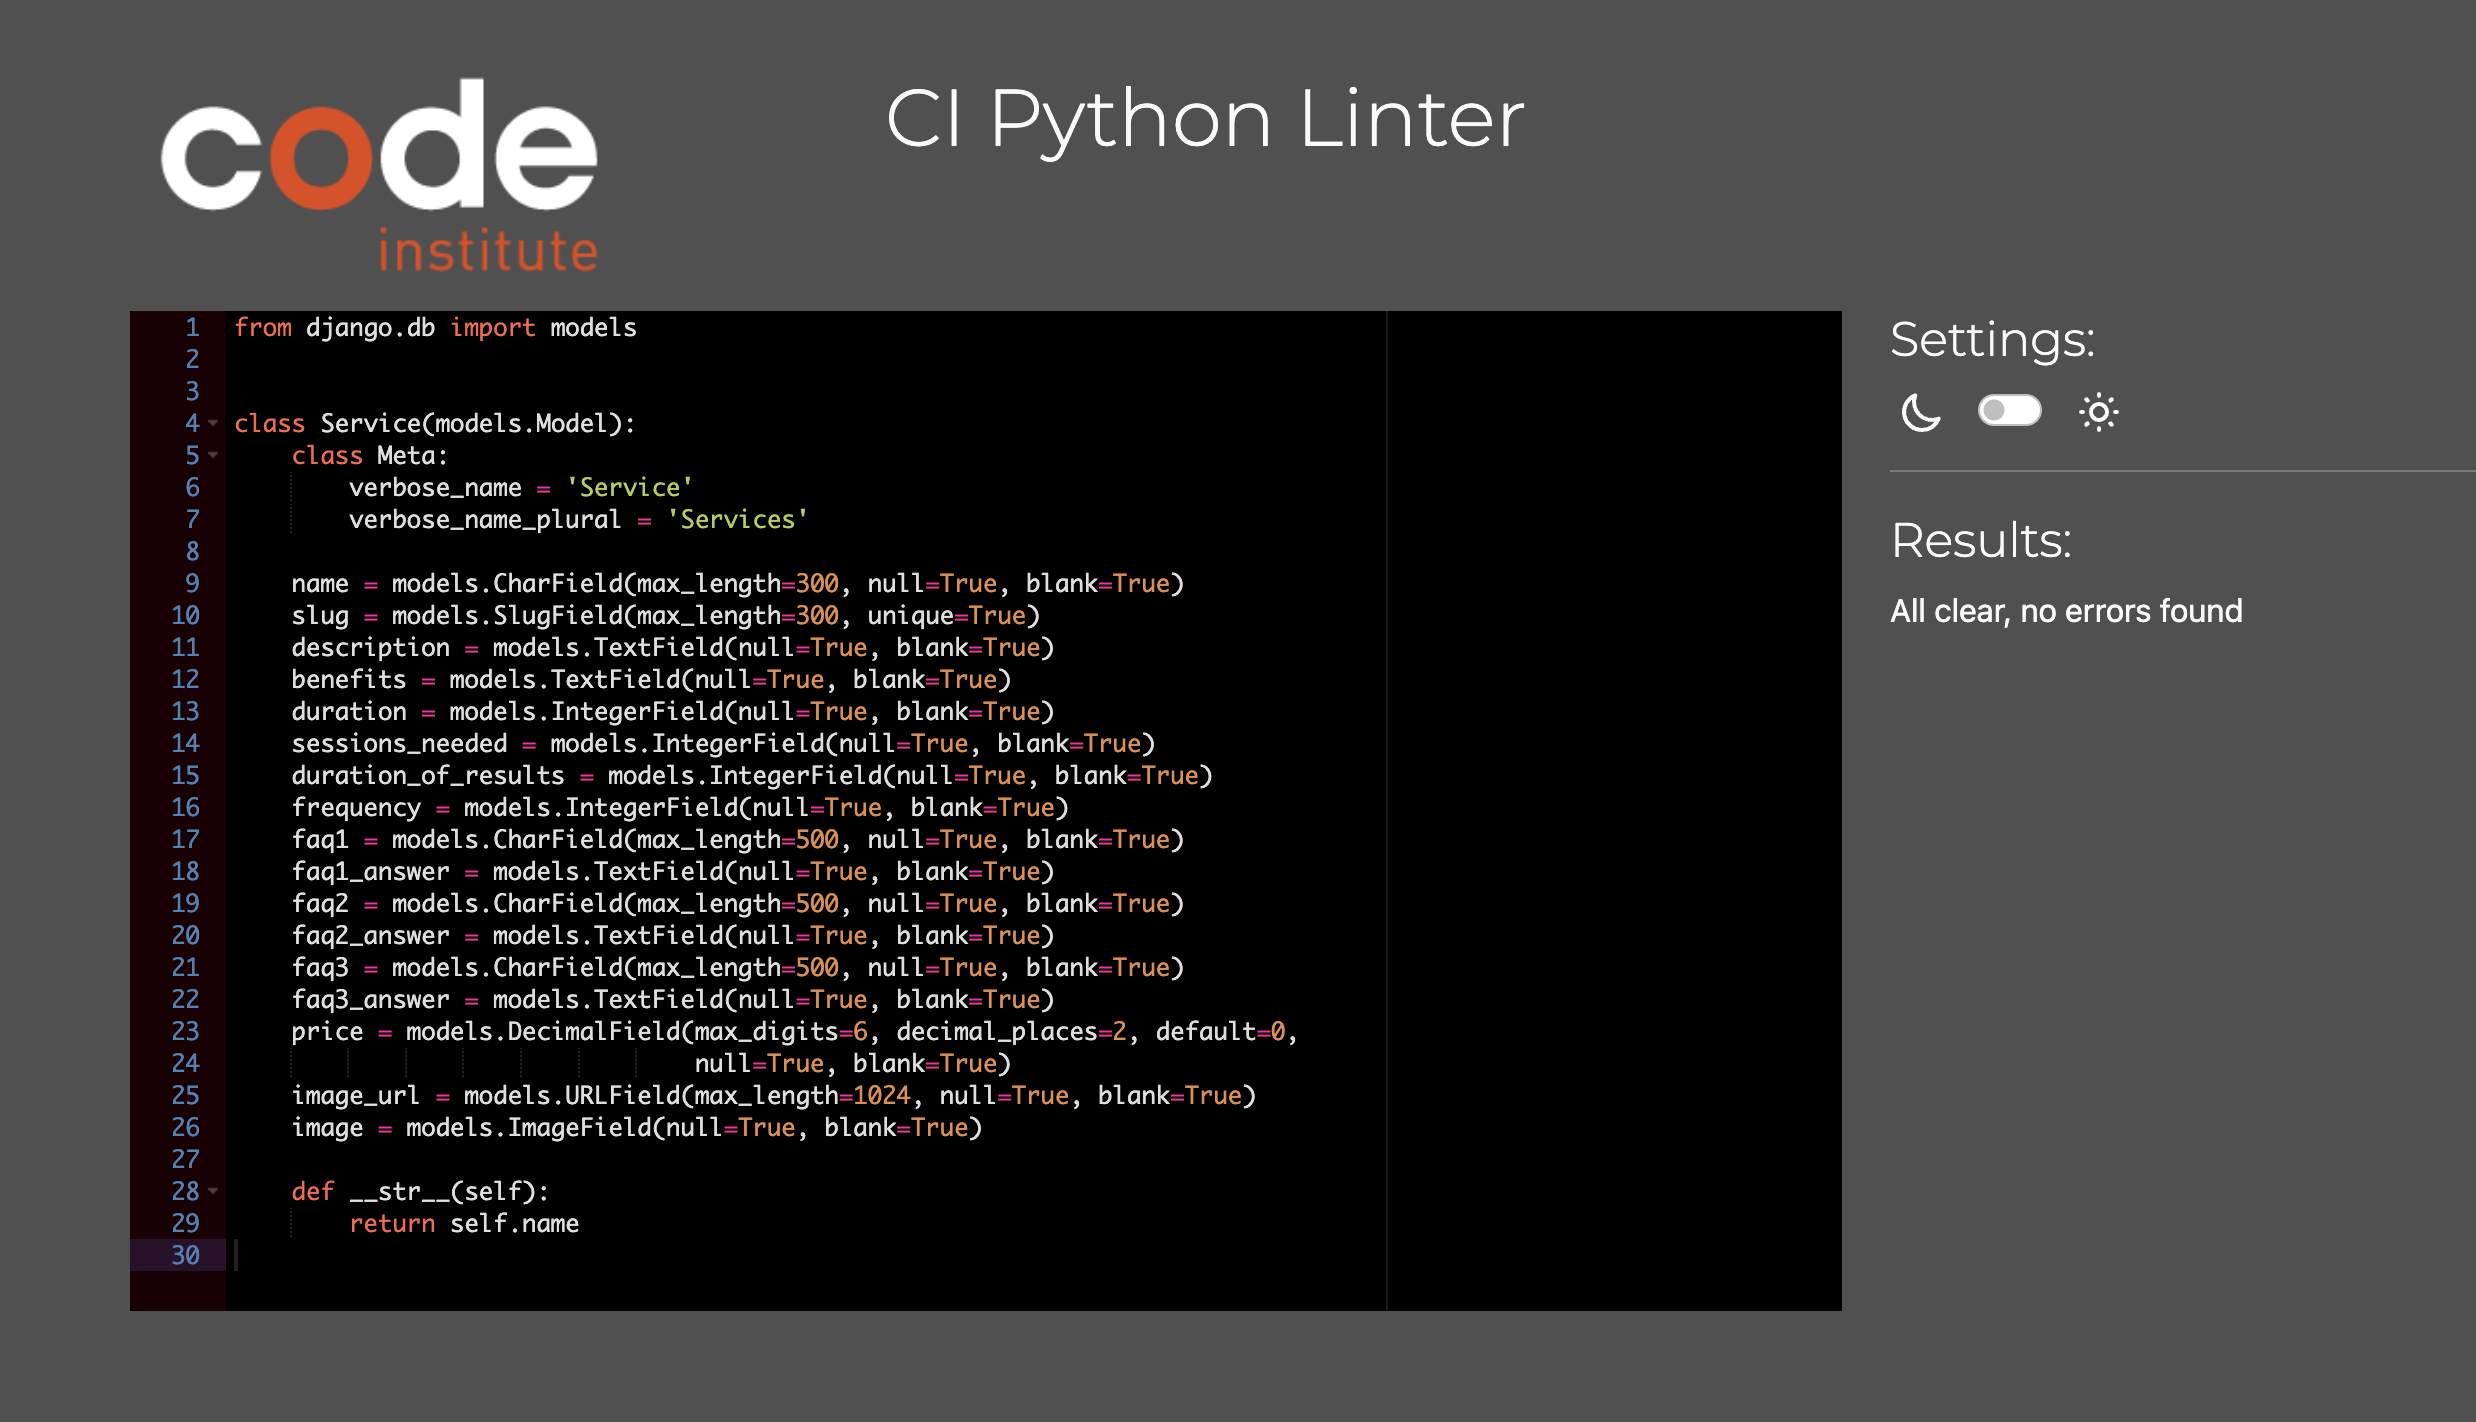 code
institute
CI Python Linter
1 from django.db import models
2
3
4 class Service(models.Model):
5     class Meta:
6         verbose_name = 'Service'
7         verbose_name_plural = 'Services'
8
9     name = models.CharField(max_length=300, null=True, blank=True)
10     slug = models.SlugField(max_length=300, unique=True)
11     description = models.TextField(null=True, blank=True)
12     benefits = models.TextField(null=True, blank=True)
13     duration = models.IntegerField(null=True, blank=True)
14     sessions_needed = models.IntegerField(null=True, blank=True)
15     duration_of_results = models.IntegerField(null=True, blank=True)
16     frequency = models.IntegerField(null=True, blank=True)
17     faq1 = models.CharField(max_length=500, null=True, blank=True)
18     faq1_answer = models.TextField(null=True, blank=True)
19     faq2 = models.CharField(max_length=500, null=True, blank=True)
20     faq2_answer = models.TextField(null=True, blank=True)
21     faq3 = models.CharField(max_length=500, null=True, blank=True)
22     faq3_answer = models.TextField(null=True, blank=True)
23     price = models.DecimalField(max_digits=6, decimal_places=2, default=0,
24                                 null=True, blank=True)
25     image_url = models.URLField(max_length=1024, null=True, blank=True)
26     image = models.ImageField(null=True, blank=True)
27
28     def __str__(self):
29         return self.name
30
Settings:
Results:
All clear, no errors found